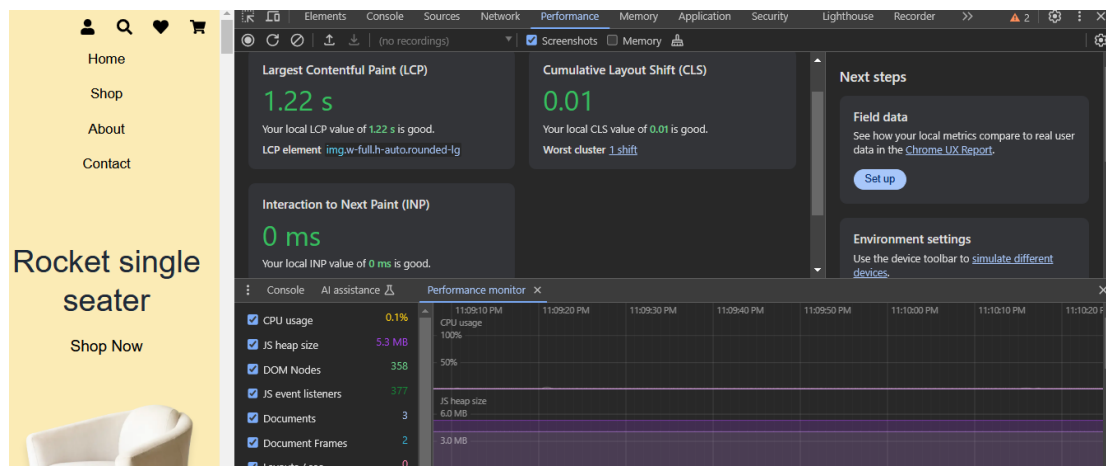 Home
Shop
About
Contact
Rocket single
seater
Shop Now
Elements Console Sources Network Performance Memory Application Security Lighthouse Recorder >> 2
(no recordings) Screenshots Memory
Largest Contentful Paint (LCP)
1.22 s
Your local LCP value of 1.22 s is good.
LCP element img.w-full.h-auto.rounded-lg
Cumulative Layout Shift (CLS)
0.01
Your local CLS value of 0.01 is good.
Worst cluster 1 shift
Interaction to Next Paint (INP)
0 ms
Your local INP value of 0 ms is good.
Next steps
Field data
See how your local metrics compare to real user
data in the Chrome UX Report.
Set up
Environment settings
Use the device toolbar to simulate different
devices.
Console AI assistance Performance monitor
CPU usage 0.1%
JS heap size 5.3 MB
DOM Nodes 358
JS event listeners 377
Documents 3
Document Frames 2
11:09:10 PM 11:09:20 PM 11:09:30 PM 11:09:40 PM 11:09:50 PM 11:10:00 PM 11:10:10 PM 11:10:20
CPU usage
100%
50%
JS heap size
6.0 MB
3.0 MB